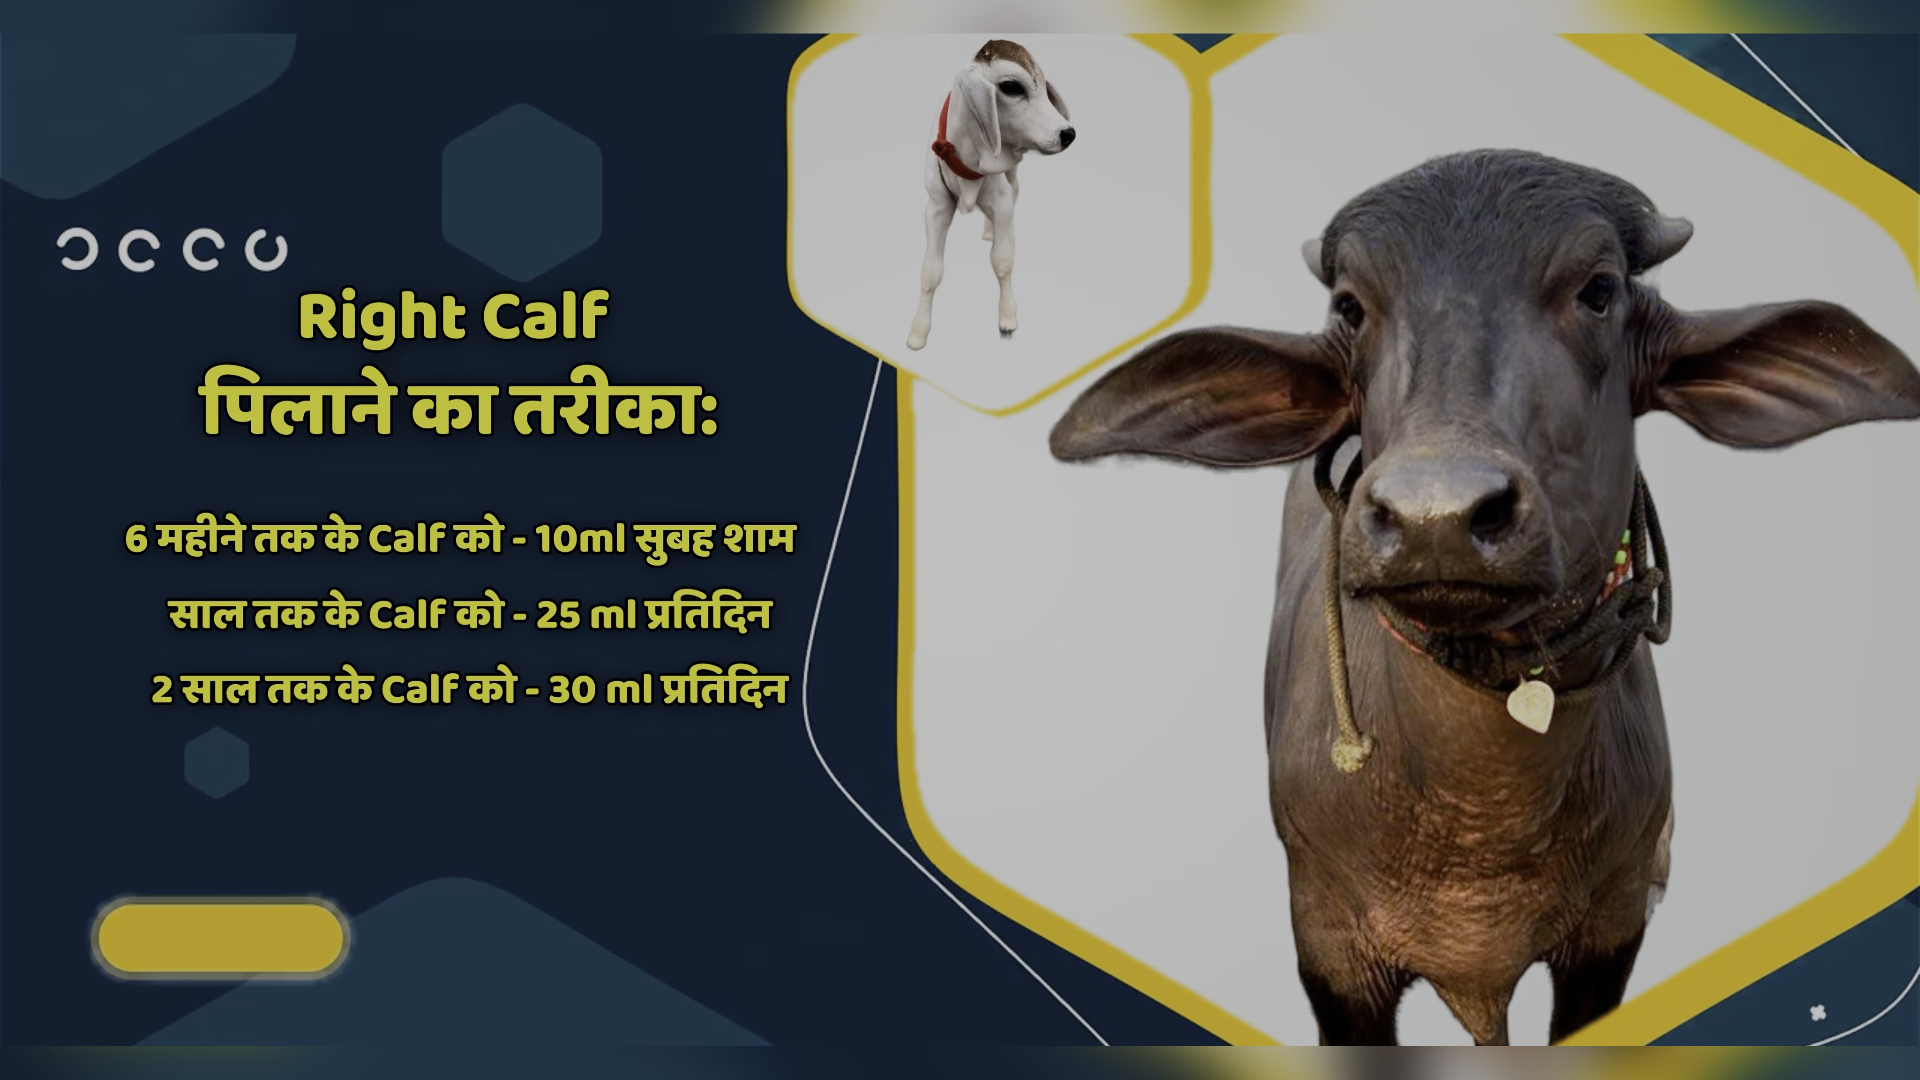 Right Calf
पिलाने का तरीका:
6 महीने तक के Calf को - 10ml सुबह शाम
साल तक के Calf को - 25 ml प्रतिदिन
2 साल तक के Calf को - 30 ml प्रतिदिन